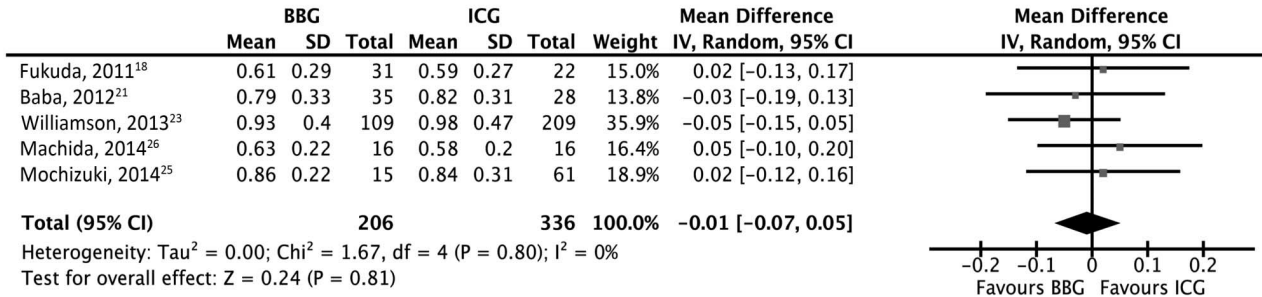 BBG ICG Mean Difference Mean Difference
Mean SD Total Mean SD Total Weight IV, Random, 95% CI IV, Random, 95% CI
Fukuda, 2011¹⁸ 0.61 0.29 31 0.59 0.27 22 15.0% 0.02 [−0.13, 0.17]
Baba, 2012²¹ 0.79 0.33 35 0.82 0.31 28 13.8% −0.03 [−0.19, 0.13]
Williamson, 2013²³ 0.93 0.4 109 0.98 0.47 209 35.9% −0.05 [−0.15, 0.05]
Machida, 2014²⁶ 0.63 0.22 16 0.58 0.2 16 16.4% 0.05 [−0.10, 0.20]
Mochizuki, 2014²⁵ 0.86 0.22 15 0.84 0.31 61 18.9% 0.02 [−0.12, 0.16]
Total (95% CI) 206 336 100.0% −0.01 [−0.07, 0.05]
Heterogeneity: Tau² = 0.00; Chi² = 1.67, df = 4 (P = 0.80); I² = 0%
Test for overall effect: Z = 0.24 (P = 0.81)
−0.2 −0.1 0 0.1 0.2
Favours BBG Favours ICG